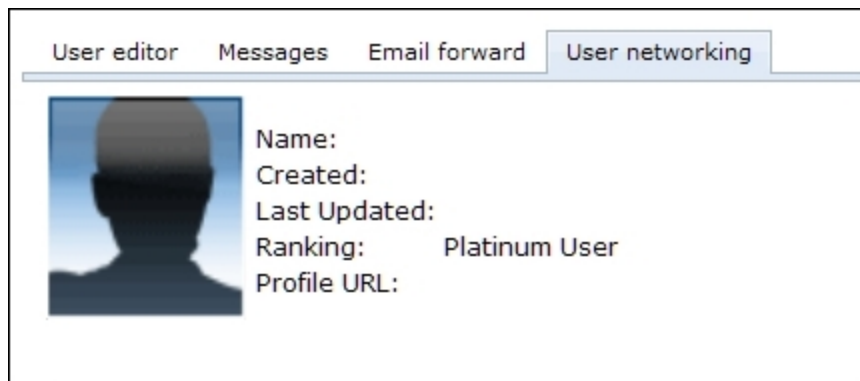 User editor Messages Email forward User networking
Name:
Created:
Last Updated:
Ranking: Platinum User
Profile URL: